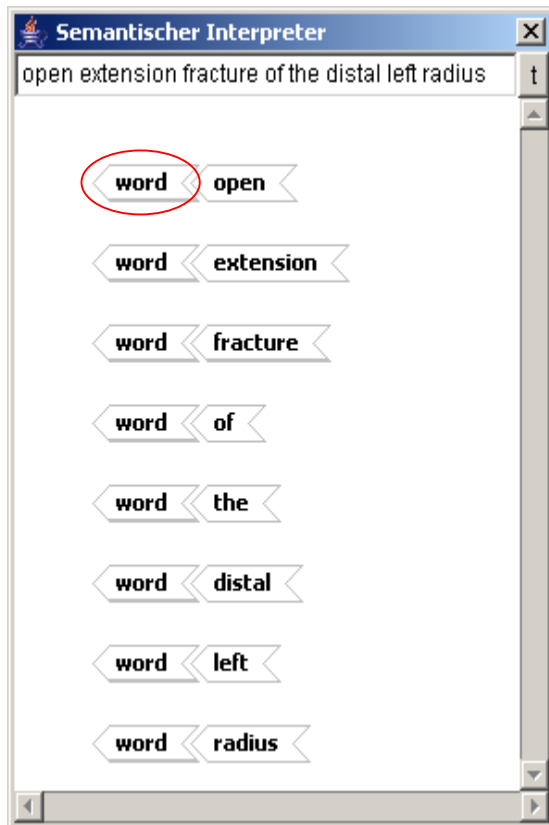 Semantischer Interpreter
open extension fracture of the distal left radius t
word open
word extension
word fracture
word of
word the
word distal
word left
word radius